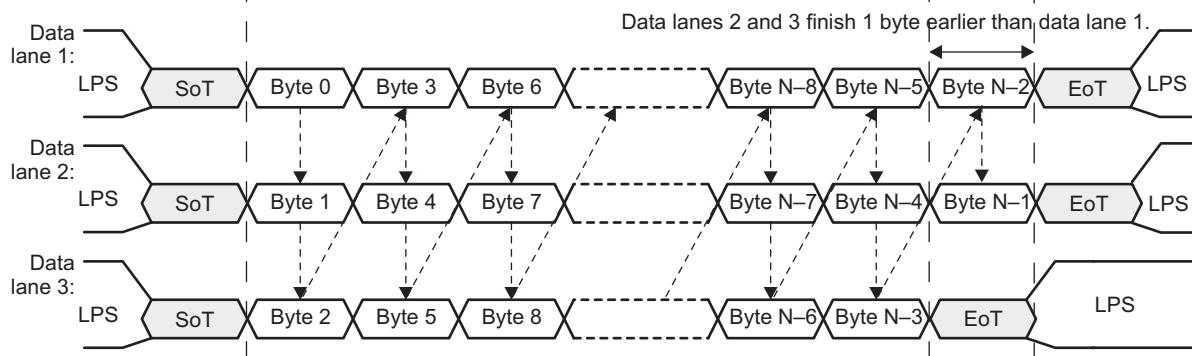 Data lanes 2 and 3 finish 1 byte earlier than data lane 1.
Data
lane 1:
LPS
SoT
Byte 0
Byte 3
Byte 6
Byte N–8
Byte N–5
Byte N–2
EoT
LPS
Data
lane 2:
LPS
SoT
Byte 1
Byte 4
Byte 7
Byte N–7
Byte N–4
Byte N–1
EoT
LPS
Data
lane 3:
LPS
SoT
Byte 2
Byte 5
Byte 8
Byte N–6
Byte N–3
EoT
LPS